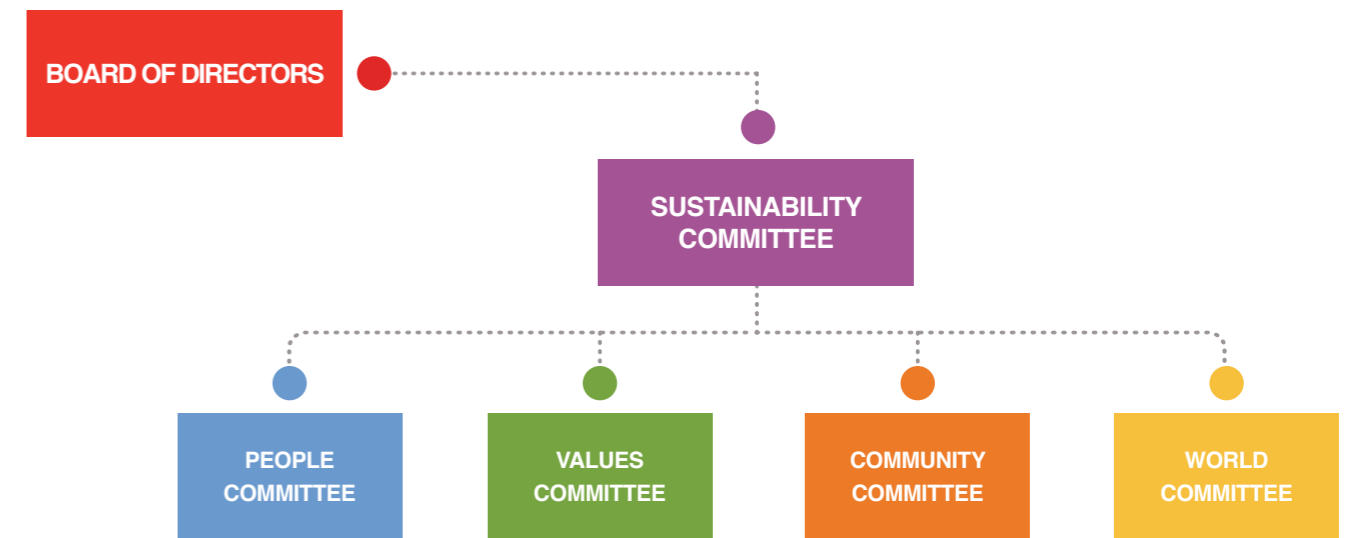 BOARD OF DIRECTORS
SUSTAINABILITY
COMMITTEE
PEOPLE
COMMITTEE
VALUES
COMMITTEE
COMMUNITY
COMMITTEE
WORLD
COMMITTEE